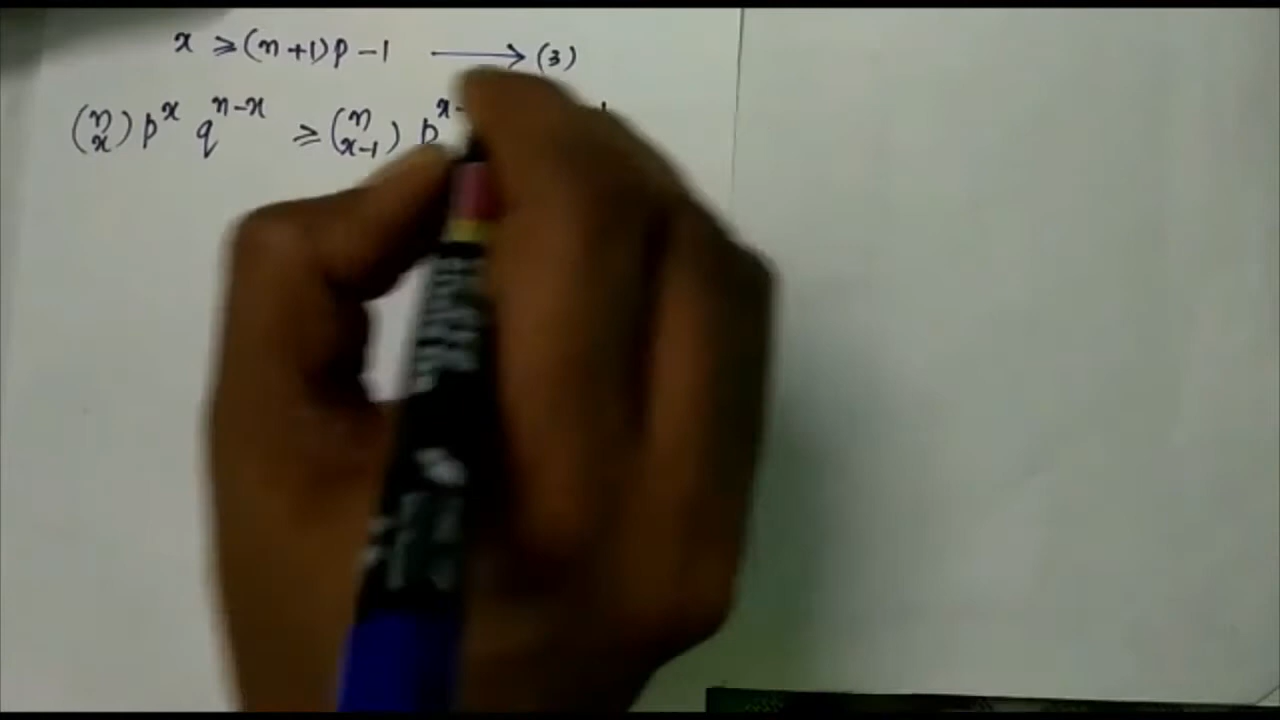 x ≥ (n+1)p - 1 ⟶ (3)
(n x) p^x q^{n-x} ≥ (n x-1) p^{x-